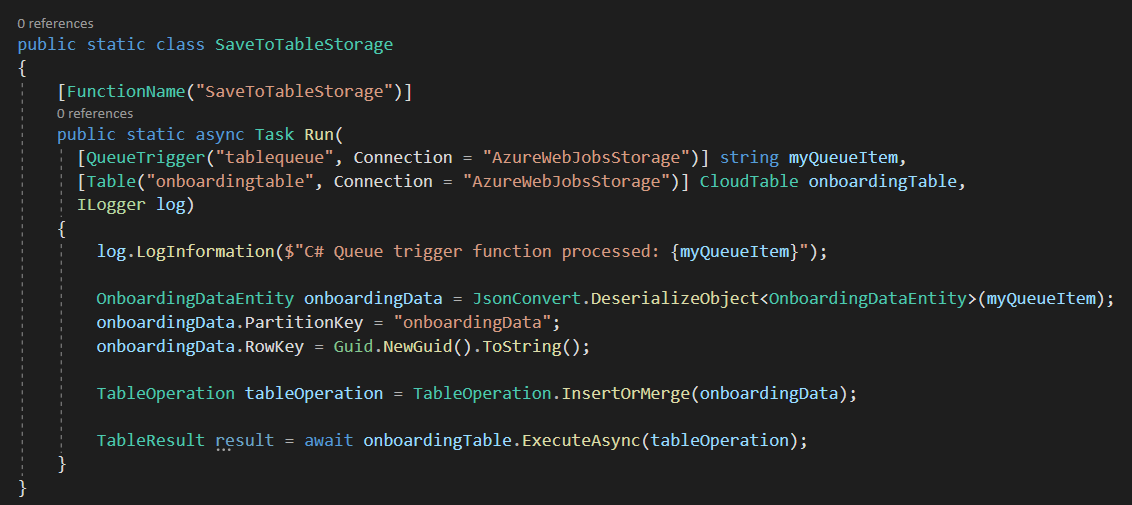 0 references
public static class SaveToTableStorage
{
[FunctionName("SaveToTableStorage")]
0 references
public static async Task Run(
[QueueTrigger("tablequeue", Connection = "AzureWebJobsStorage")] string myQueueItem,
[Table("onboardingtable", Connection = "AzureWebJobsStorage")] CloudTable onboardingTable,
ILogger log)
{
log.LogInformation($"C# Queue trigger function processed: {myQueueItem}");
OnboardingDataEntity onboardingData = JsonConvert.DeserializeObject<OnboardingDataEntity>(myQueueItem);
onboardingData.PartitionKey = "onboardingData";
onboardingData.RowKey = Guid.NewGuid().ToString();
TableOperation tableOperation = TableOperation.InsertOrMerge(onboardingData);
TableResult result = await onboardingTable.ExecuteAsync(tableOperation);
}
}